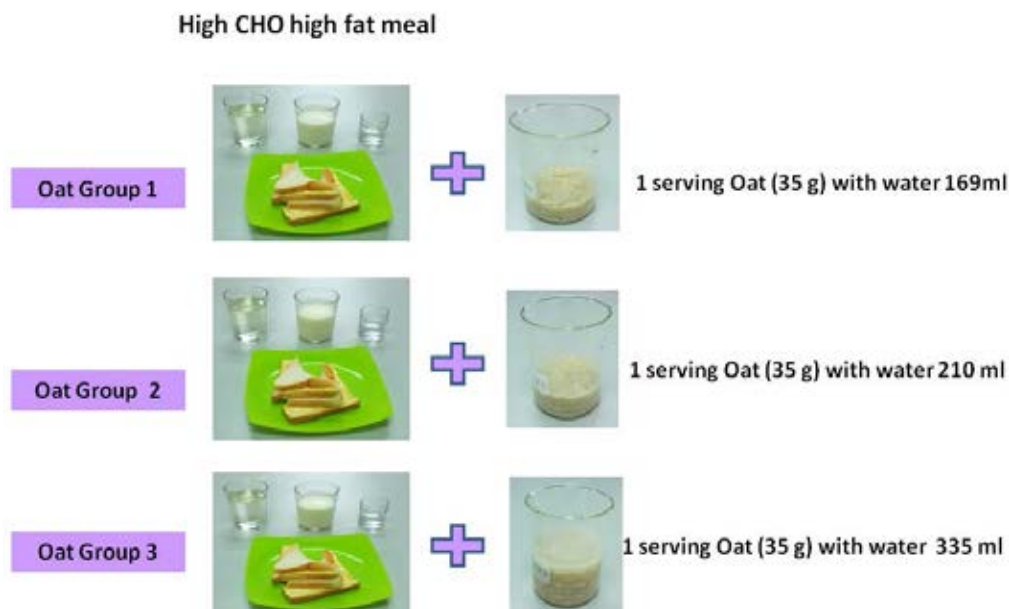 High CHO high fat meal
Oat Group 1
1 serving Oat (35 g) with water 169ml
Oat Group 2
1 serving Oat (35 g) with water 210 ml
Oat Group 3
1 serving Oat (35 g) with water 335 ml